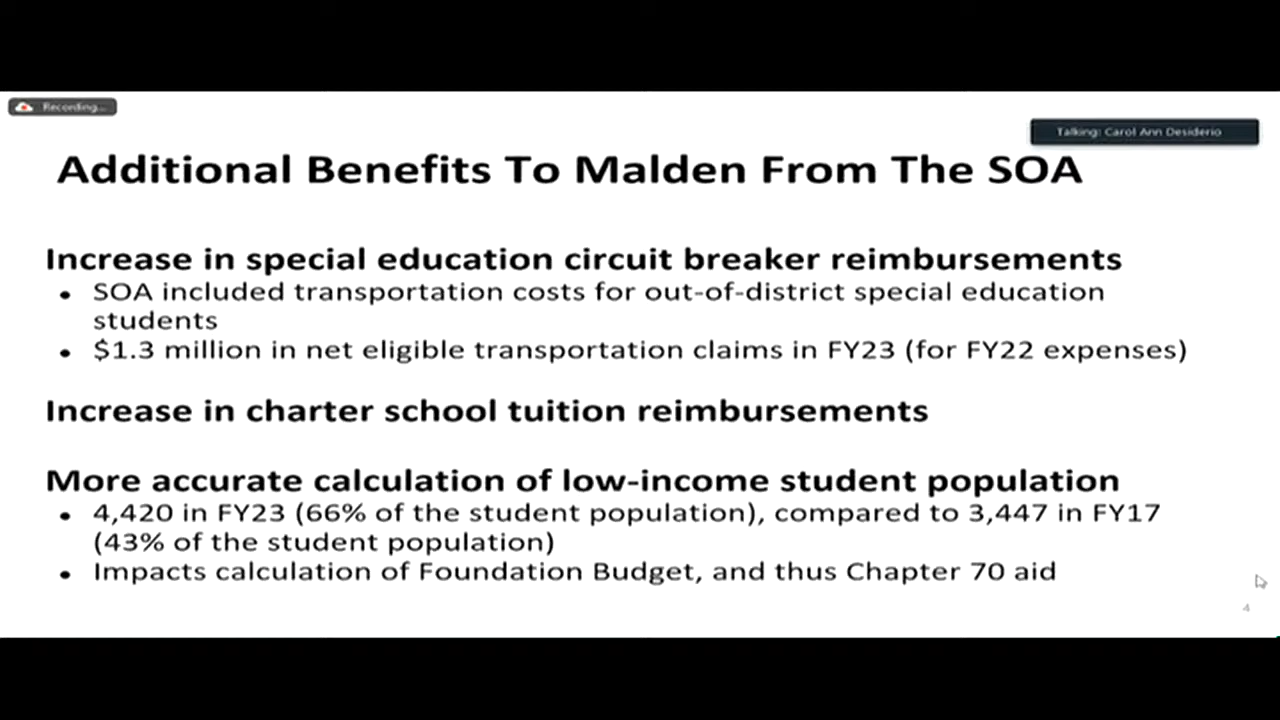 Recording...
Talking: Carol Ann Desiderio
Additional Benefits To Malden From The SOA
Increase in special education circuit breaker reimbursements
• SOA included transportation costs for out-of-district special education
students
• $1.3 million in net eligible transportation claims in FY23 (for FY22 expenses)
Increase in charter school tuition reimbursements
More accurate calculation of low-income student population
• 4,420 in FY23 (66% of the student population), compared to 3,447 in FY17
(43% of the student population)
• Impacts calculation of Foundation Budget, and thus Chapter 70 aid
4